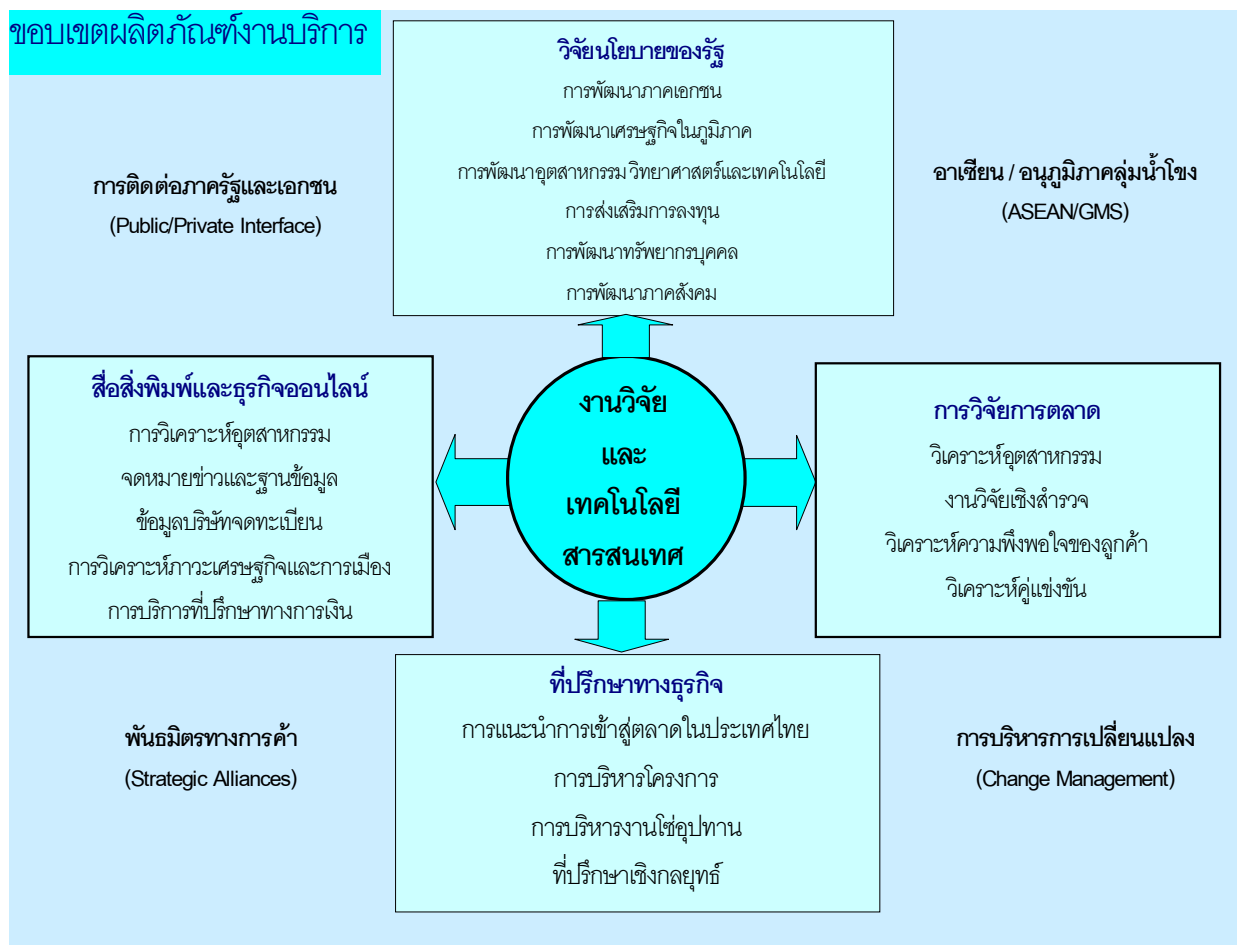 ขอบเขตผลิตภัณฑ์งานบริการ
วิจัยนโยบายของรัฐ
การพัฒนาภาคเอกชน
การพัฒนาเศรษฐกิจในภูมิภาค
การพัฒนาอุตสาหกรรม วิทยาศาสตร์และเทคโนโลยี
การส่งเสริมการลงทุน
การพัฒนาทรัพยากรบุคคล
การพัฒนาภาคสังคม
การติดต่อภาครัฐและเอกชน
(Public/Private Interface)
อาเซียน / อนุภูมิภาคลุ่มน้ำโขง
(ASEAN/GMS)
สื่อสิ่งพิมพ์และธุรกิจออนไลน์
การวิเคราะห์อุตสาหกรรม
จดหมายข่าวและฐานข้อมูล
ข้อมูลบริษัทจดทะเบียน
การวิเคราะห์ภาวะเศรษฐกิจและการเมือง
การบริการที่ปรึกษาทางการเงิน
งานวิจัย
และ
เทคโนโลยี
สารสนเทศ
การวิจัยการตลาด
วิเคราะห์อุตสาหกรรม
งานวิจัยเชิงสำรวจ
วิเคราะห์ความพึงพอใจของลูกค้า
วิเคราะห์คู่แข่งขัน
ที่ปรึกษาทางธุรกิจ
การแนะนำการเข้าสู่ตลาดในประเทศไทย
การบริหารโครงการ
การบริหารงานโซ่อุปทาน
ที่ปรึกษาเชิงกลยุทธ์
พันธมิตรทางการค้า
(Strategic Alliances)
การบริหารการเปลี่ยนแปลง
(Change Management)